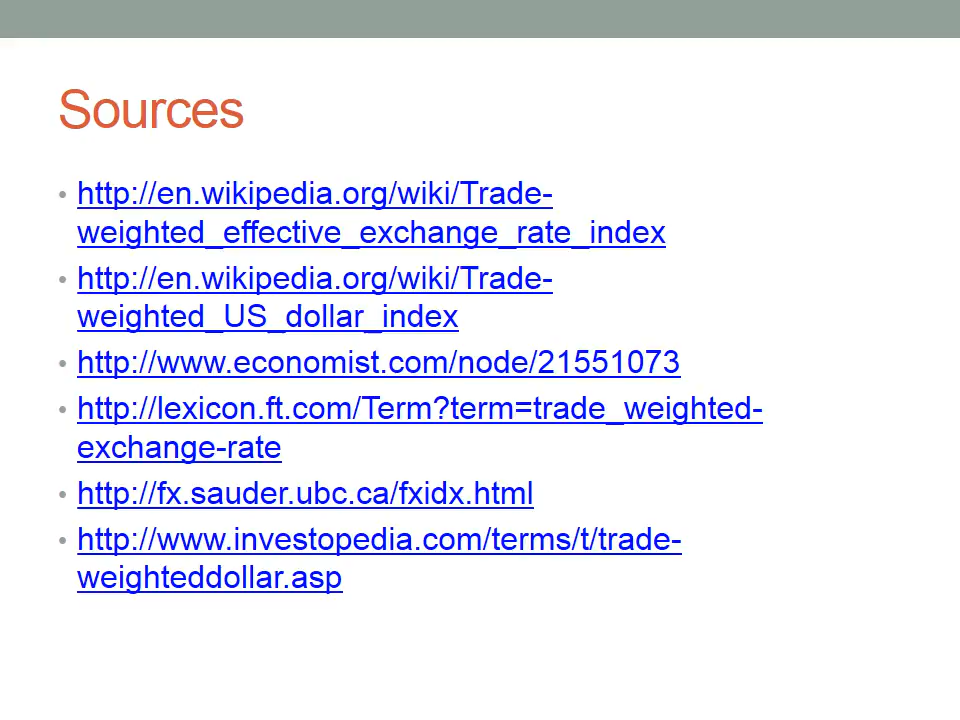 Sources
• http://en.wikipedia.org/wiki/Trade-
weighted_effective_exchange_rate_index
• http://en.wikipedia.org/wiki/Trade-
weighted_US_dollar_index
• http://www.economist.com/node/21551073
• http://lexicon.ft.com/Term?term=trade_weighted-
exchange-rate
• http://fx.sauder.ubc.ca/fxidx.html
• http://www.investopedia.com/terms/t/trade-
weighteddollar.asp